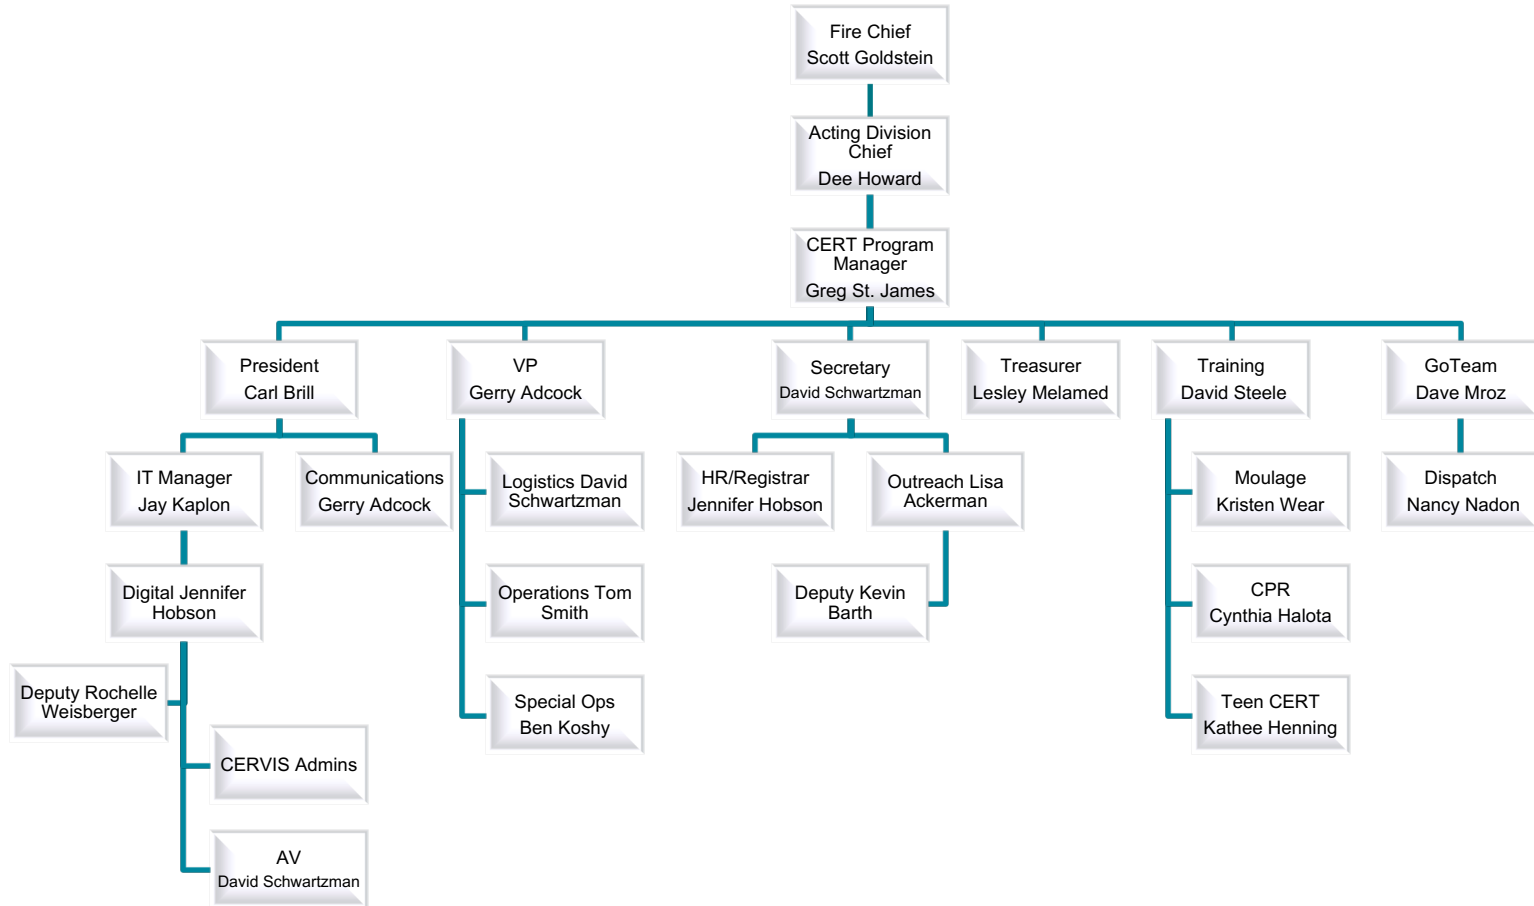 Fire Chief
Scott Goldstein
Acting Division
Chief
Dee Howard
CERT Program
Manager
Greg St. James
President
Carl Brill
VP
Gerry Adcock
Secretary
David Schwartzman
Treasurer
Lesley Melamed
Training
David Steele
GoTeam
Dave Mroz
IT Manager
Jay Kaplon
Communications
Gerry Adcock
Logistics David
Schwartzman
HR/Registrar
Jennifer Hobson
Outreach Lisa
Ackerman
Moulage
Kristen Wear
Dispatch
Nancy Nadon
Digital Jennifer
Hobson
Operations Tom
Smith
Deputy Kevin
Barth
CPR
Cynthia Halota
Deputy Rochelle
Weisberger
Special Ops
Ben Koshy
Teen CERT
Kathee Henning
CERVIS Admins
AV
David Schwartzman